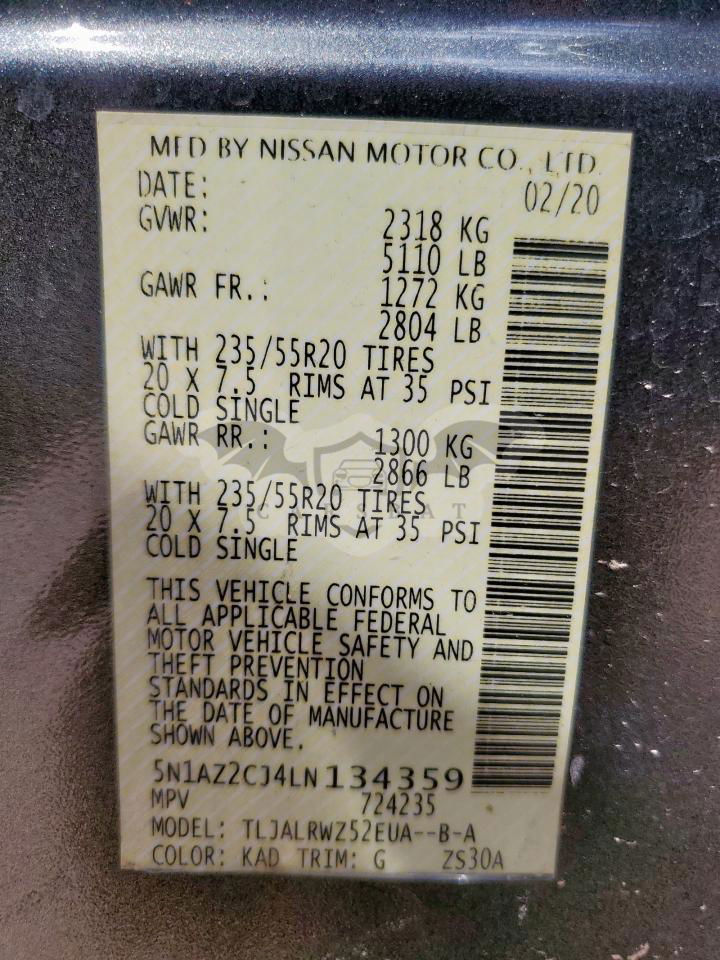 MFD BY NISSAN MOTOR CO., LTD.
DATE: 02/20
GVWR: 2318 KG
5110 LB
GAWR FR.: 1272 KG
2804 LB
WITH 235/55R20 TIRES
20 X 7.5 RIMS AT 35 PSI
COLD SINGLE
GAWR RR.: 1300 KG
2866 LB
WITH 235/55R20 TIRES
20 X 7.5 RIMS AT 35 PSI
COLD SINGLE
THIS VEHICLE CONFORMS TO
ALL APPLICABLE FEDERAL
MOTOR VEHICLE SAFETY AND
THEFT PREVENTION
STANDARDS IN EFFECT ON
THE DATE OF MANUFACTURE
SHOWN ABOVE.
5N1AZ2CJ4LN134359
MPV 724235
MODEL: TLJALRWZ52EUA--B-A
COLOR: KAD TRIM: G ZS30A